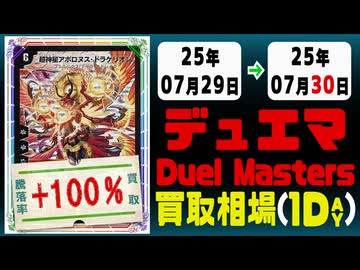 超神星アポロヌス・ドラゲリオン
騰落率
+100%
買取
25年
07月29日
25年
07月30日
デュエマ
Duel Masters
買取相場(1D)